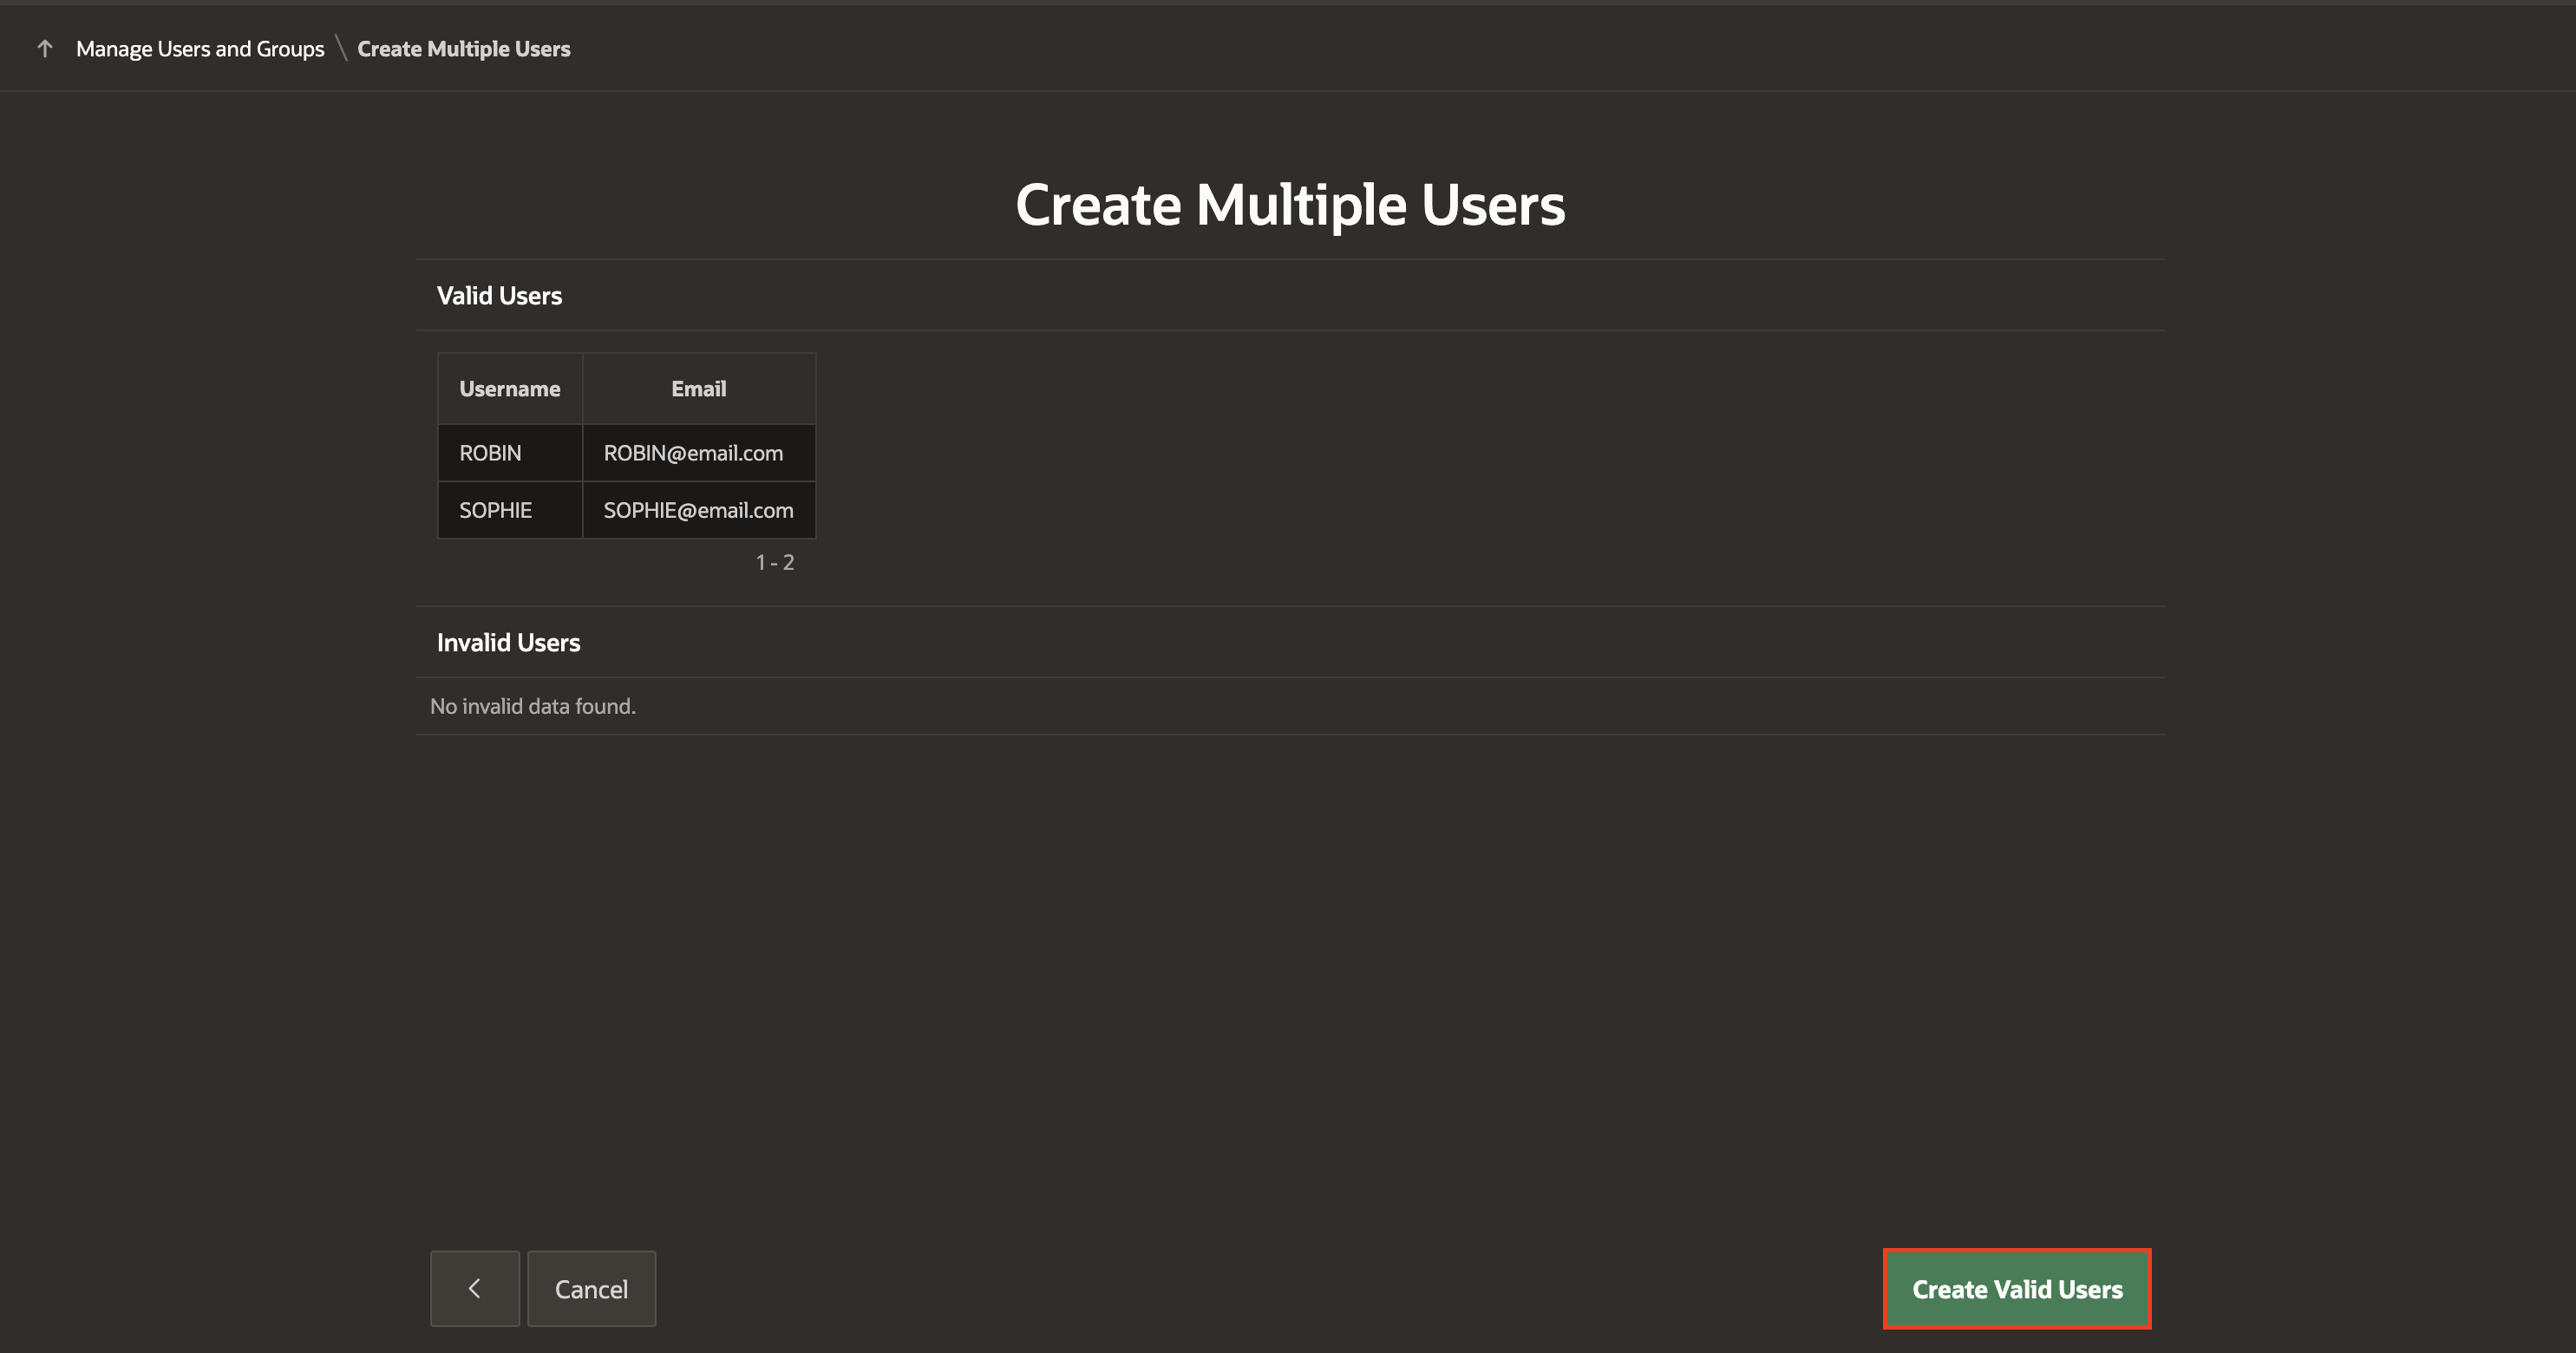 Manage Users and Groups \ Create Multiple Users
Create Multiple Users
Valid Users
Username Email
ROBIN ROBIN@email.com
SOPHIE SOPHIE@email.com
1 - 2
Invalid Users
No invalid data found.
Cancel Create Valid Users